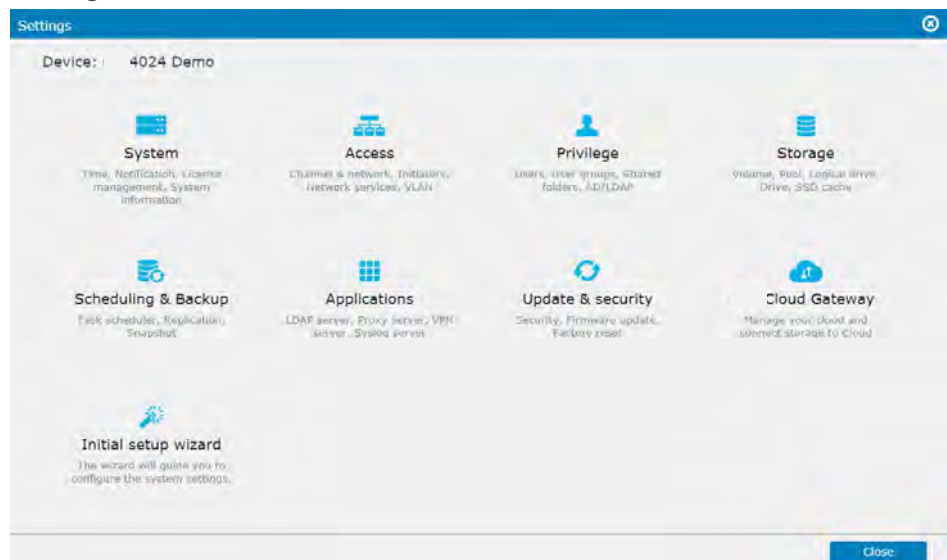 Settings
Device: 4024 Demo
System
Time, Notification, License
management, System
information
Access
Channel & network, Initiators,
Network services, VLAN
Privilege
Users, User groups, Shared
folders, AD/LDAP
Storage
Volume, Pool, Logical drive,
Drive, SSD cache
Scheduling & Backup
Task scheduler, Replication,
Snapshot
Applications
LDAP server, Proxy server, VPN
server, Syslog server
Update & security
Security, Firmware update,
Factory reset
Cloud Gateway
Manage your cloud and
connect storage to Cloud
Initial setup wizard
The wizard will guide you to
configure the system settings.
Close